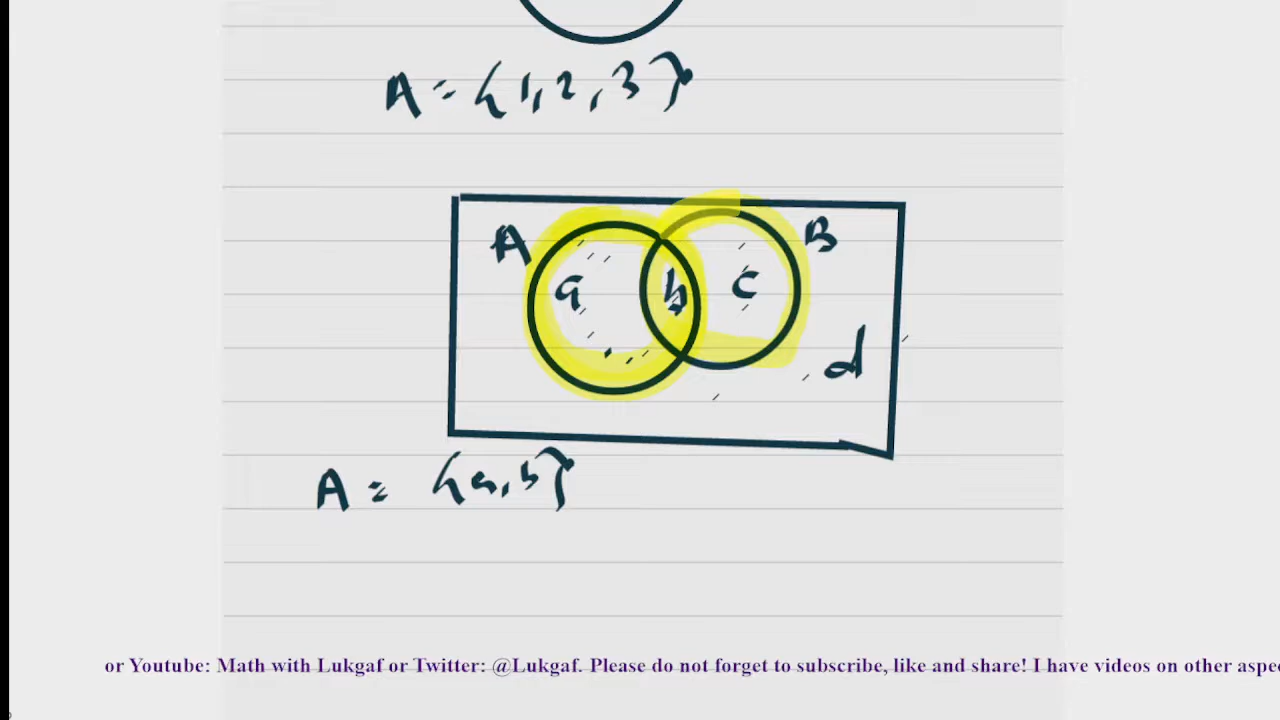 A = {1, 2, 3}
A
B
a
b
c
d
A = {a, b}
or Youtube: Math with Lukgaf or Twitter: @Lukgaf. Please do not forget to subscribe, like and share! I have videos on other aspe